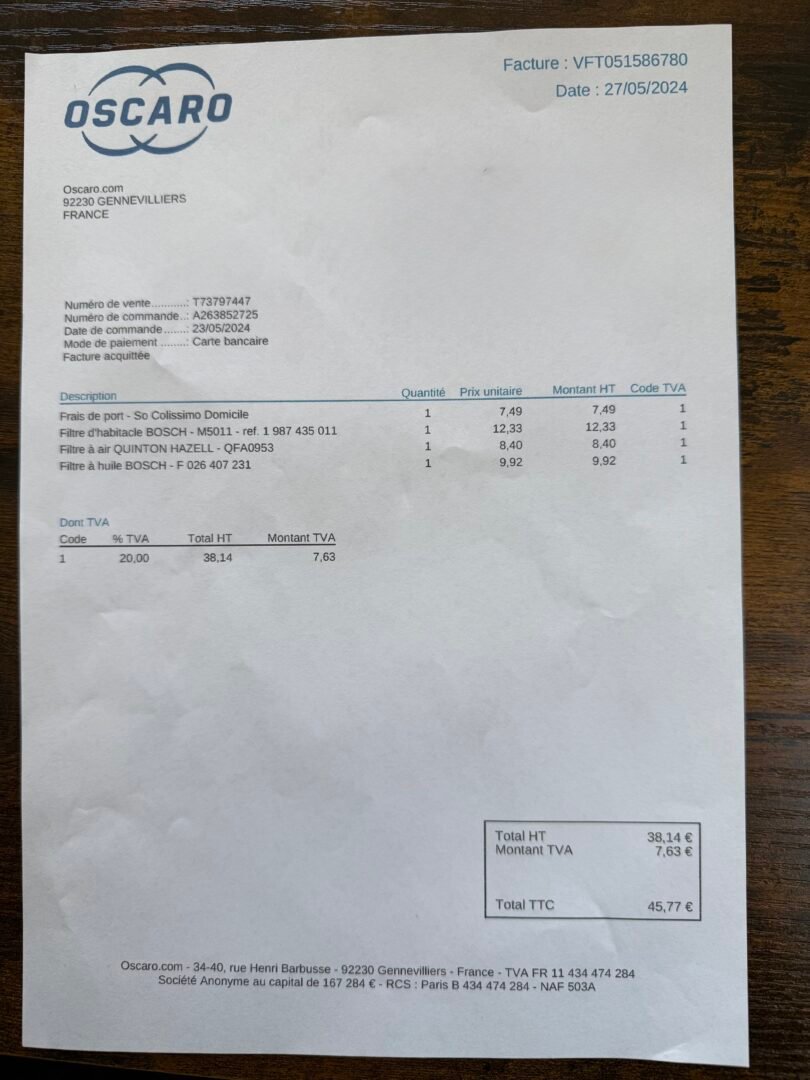 OSCARO
Facture : VFT051586780
Date : 27/05/2024
Oscaro.com
92230 GENNEVILLIERS
FRANCE
Numéro de vente...........: T73797447
Numéro de commande..: A263852725
Date de commande.......: 23/05/2024
Mode de paiement ........: Carte bancaire
Facture acquittée
Description Quantité Prix unitaire Montant HT Code TVA
Frais de port - So Colissimo Domicile 1 7,49 7,49 1
Filtre d'habitacle BOSCH - M5011 - ref. 1 987 435 011 1 12,33 12,33 1
Filtre à air QUINTON HAZELL - QFA0953 1 8,40 8,40 1
Filtre à huile BOSCH - F 026 407 231 1 9,92 9,92 1
Dont TVA
Code % TVA Total HT Montant TVA
1 20,00 38,14 7,63
Total HT 38,14 €
Montant TVA 7,63 €
Total TTC 45,77 €
Oscaro.com - 34-40, rue Henri Barbusse - 92230 Gennevilliers - France - TVA FR 11 434 474 284
Société Anonyme au capital de 167 284 € - RCS : Paris B 434 474 284 - NAF 503A